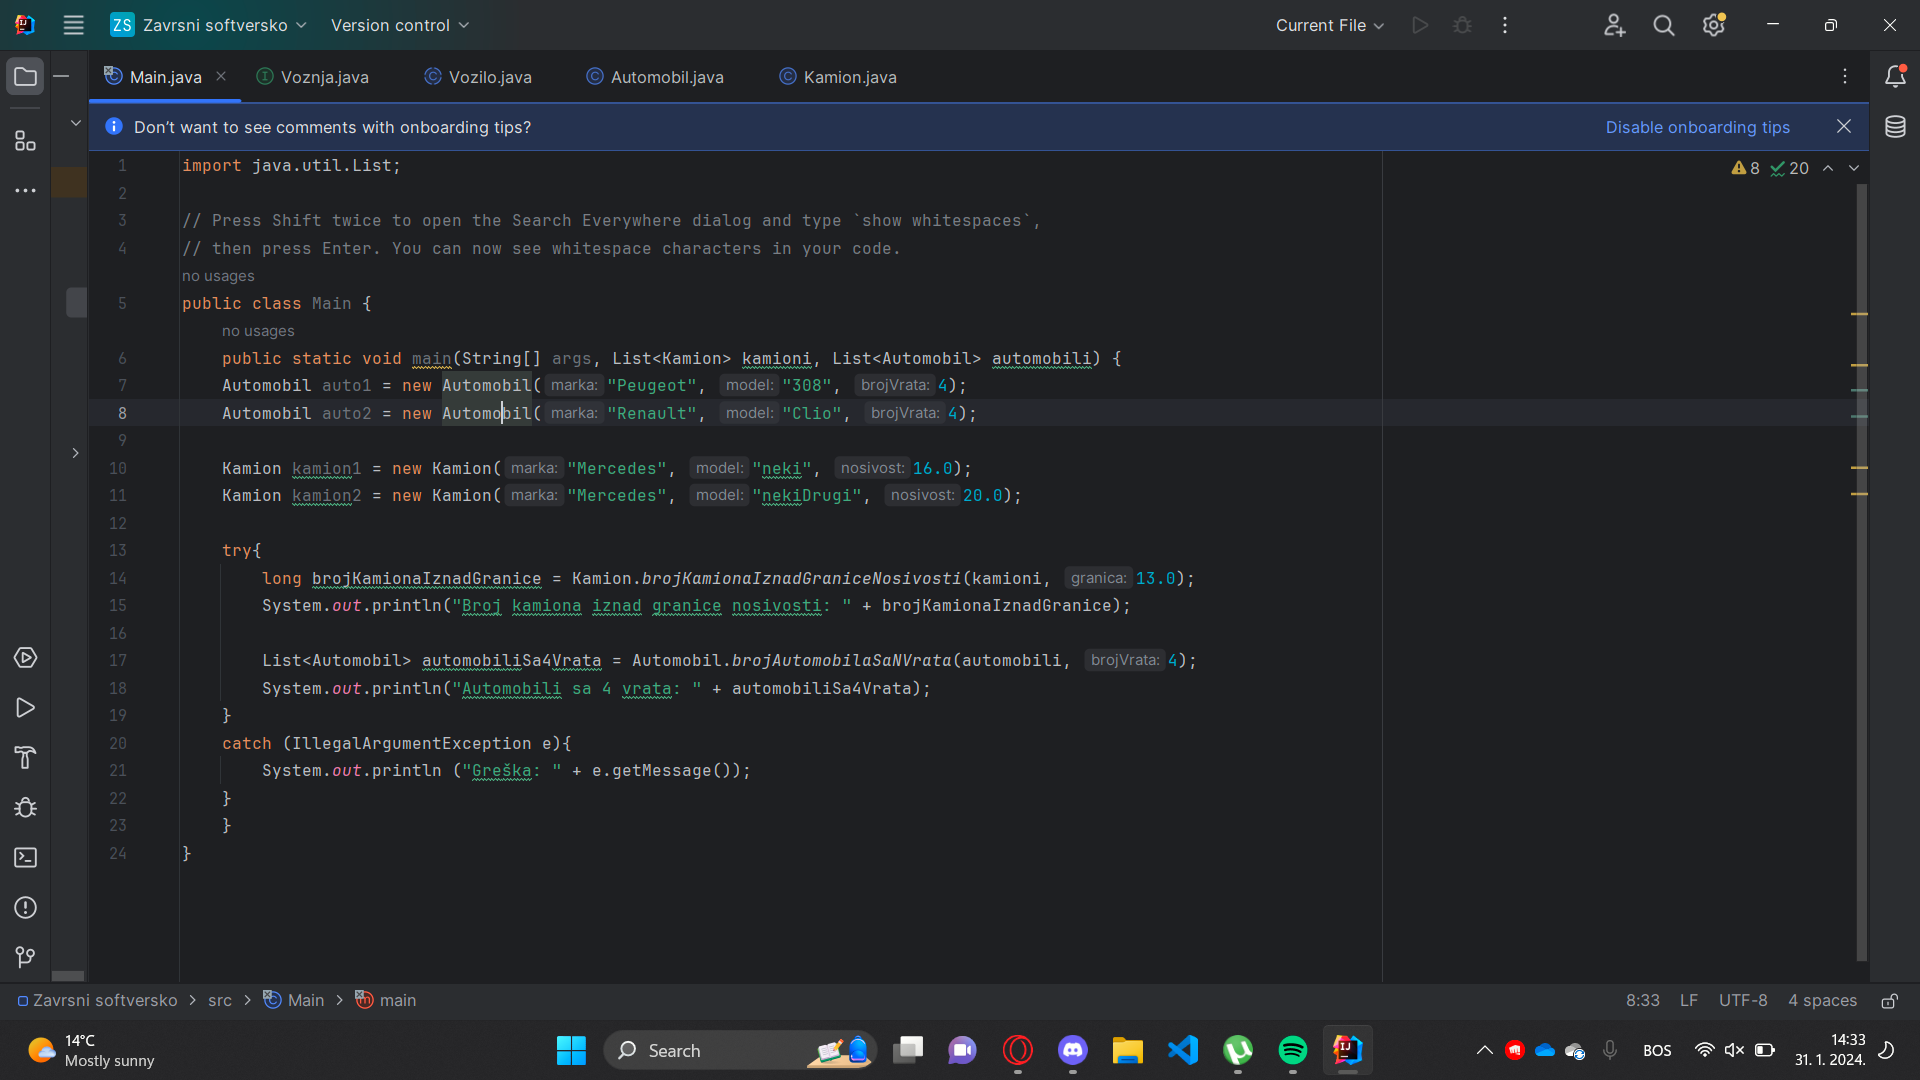 ZS Zavrsni softversko Version control Current File
Main.java Voznja.java Vozilo.java Automobil.java Kamion.java
Don't want to see comments with onboarding tips? Disable onboarding tips
1 import java.util.List; 8 20
2
3 // Press Shift twice to open the Search Everywhere dialog and type `show whitespaces`,
4 // then press Enter. You can now see whitespace characters in your code.
no usages
5 public class Main {
no usages
6 public static void main(String[] args, List<Kamion> kamioni, List<Automobil> automobili) {
7 Automobil auto1 = new Automobil( marka: "Peugeot", model: "308", brojVrata: 4);
8 Automobil auto2 = new Automobil( marka: "Renault", model: "Clio", brojVrata: 4);
9
10 Kamion kamion1 = new Kamion( marka: "Mercedes", model: "neki", nosivost: 16.0);
11 Kamion kamion2 = new Kamion( marka: "Mercedes", model: "nekiDrugi", nosivost: 20.0);
12
13 try{
14 long brojKamionaIznadGranice = Kamion.brojKamionaIznadGraniceNosivosti(kamioni, granica: 13.0);
15 System.out.println("Broj kamiona iznad granice nosivosti: " + brojKamionaIznadGranice);
16
17 List<Automobil> automobiliSa4Vrata = Automobil.brojAutomobilaSaNVrata(automobili, brojVrata: 4);
18 System.out.println("Automobili sa 4 vrata: " + automobiliSa4Vrata);
19 }
20 catch (IllegalArgumentException e){
21 System.out.println ("Greška: " + e.getMessage());
22 }
23 }
24 }
Zavrsni softversko > src > Main > main 8:33 LF UTF-8 4 spaces
14°C
Mostly sunny
Search
BOS
14:33
31. 1. 2024.